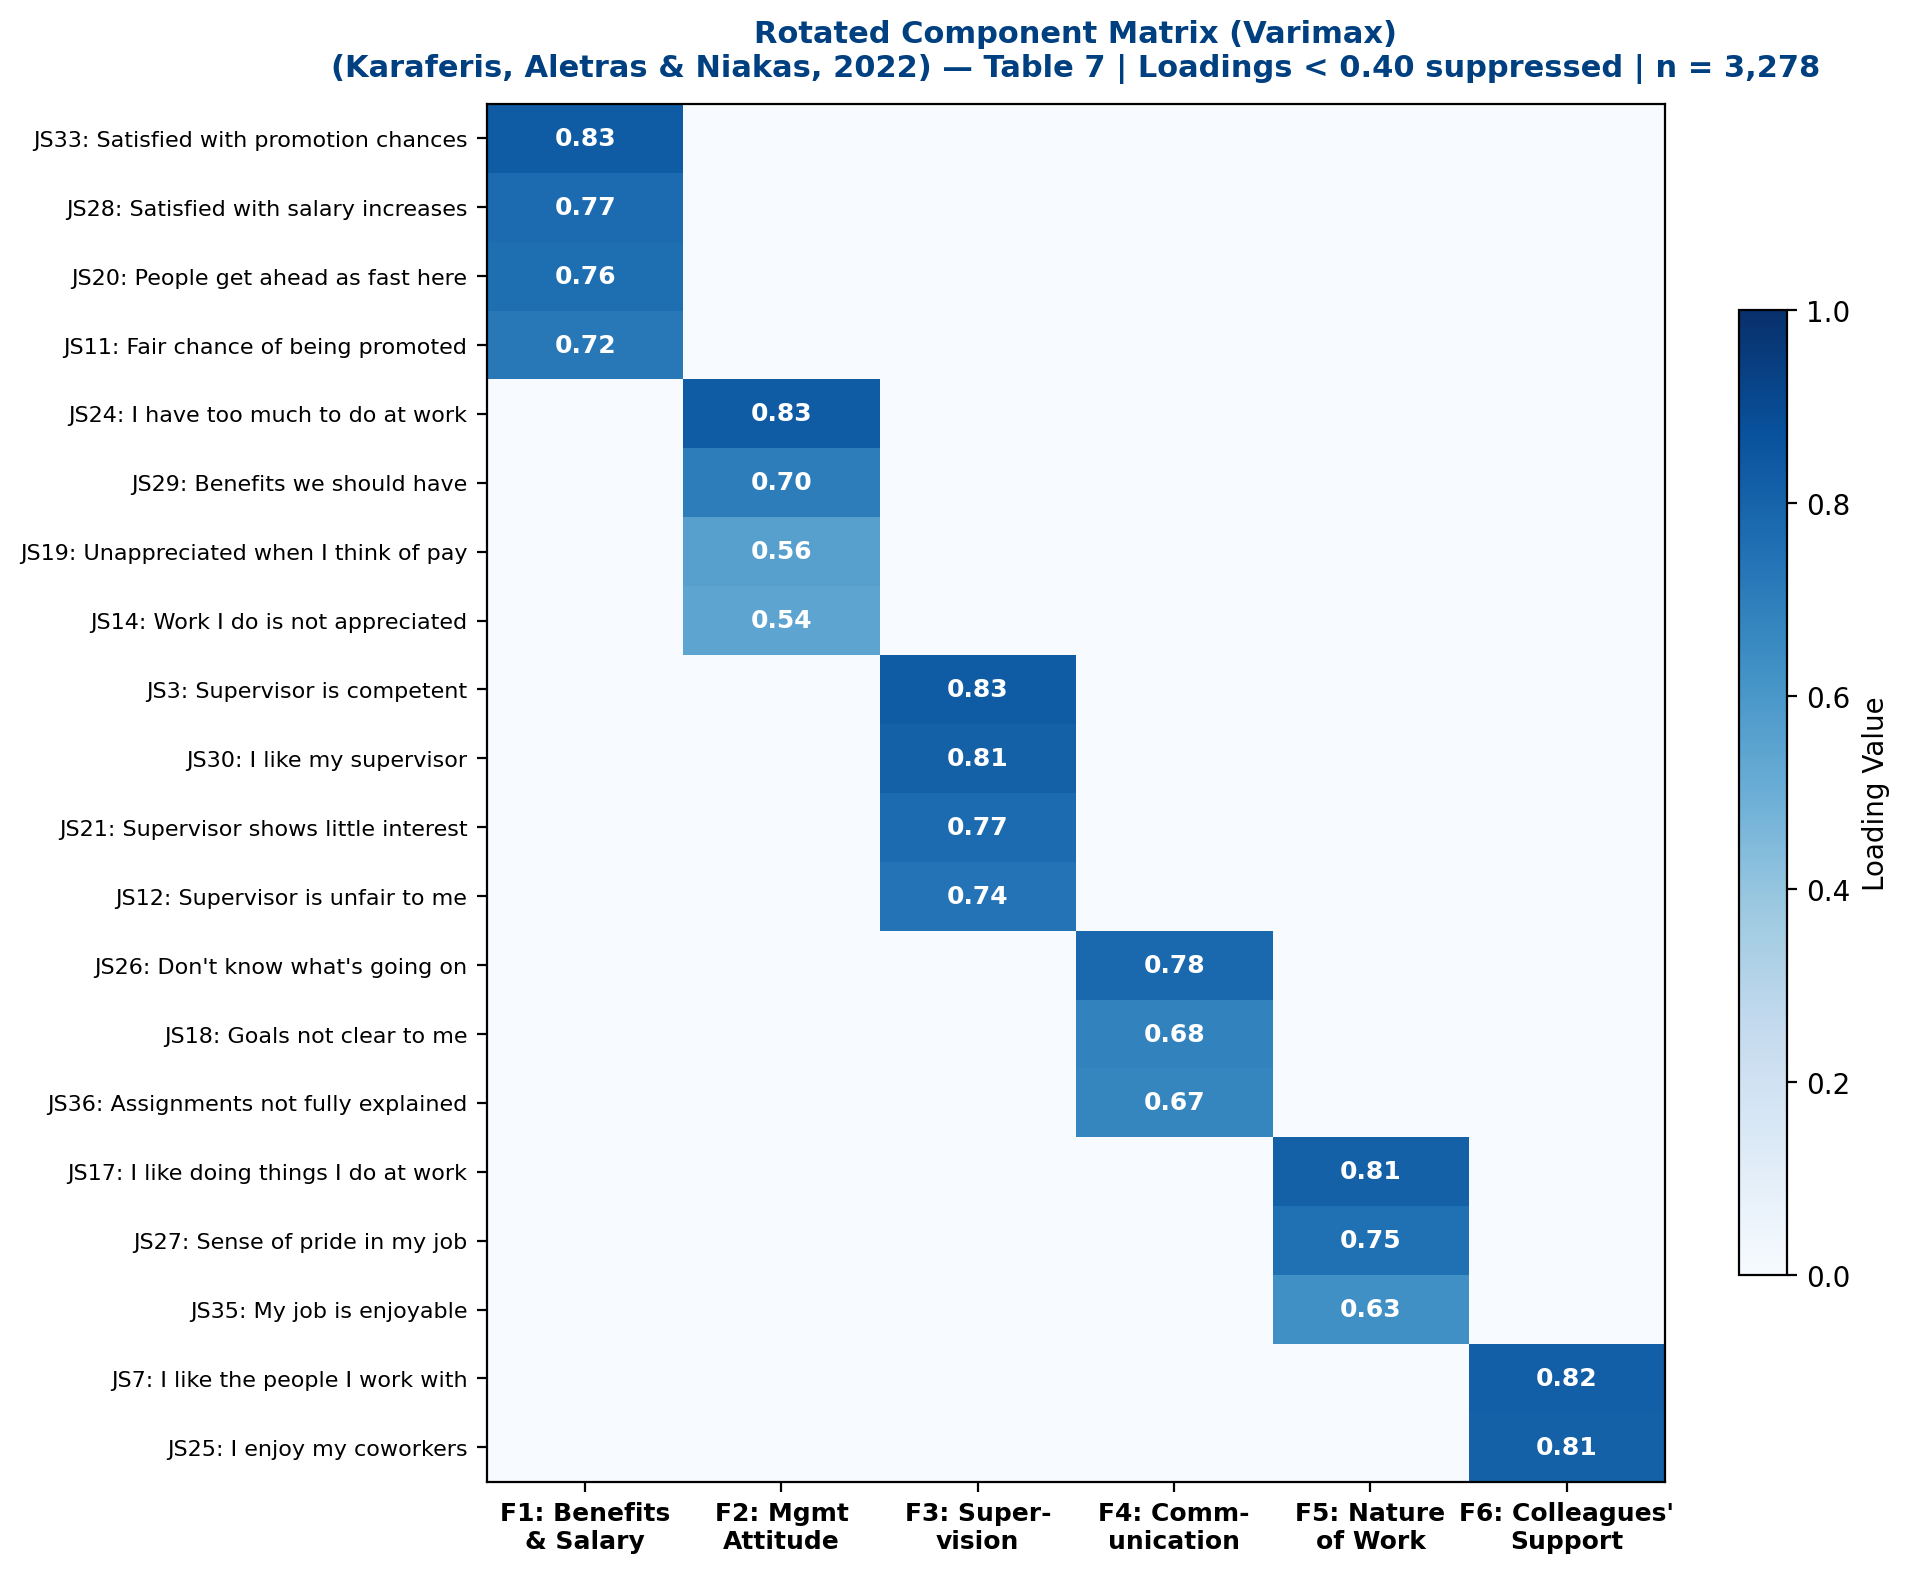 Rotated Component Matrix (Varimax)
(Karaferis, Aletras & Niakas, 2022) — Table 7 | Loadings < 0.40 suppressed | n = 3,278
JS33: Satisfied with promotion chances 0.83
JS28: Satisfied with salary increases 0.77
JS20: People get ahead as fast here 0.76
JS11: Fair chance of being promoted 0.72
JS24: I have too much to do at work 0.83
JS29: Benefits we should have 0.70
JS19: Unappreciated when I think of pay 0.56
JS14: Work I do is not appreciated 0.54
JS3: Supervisor is competent 0.83
JS30: I like my supervisor 0.81
JS21: Supervisor shows little interest 0.77
JS12: Supervisor is unfair to me 0.74
JS26: Don't know what's going on 0.78
JS18: Goals not clear to me 0.68
JS36: Assignments not fully explained 0.67
JS17: I like doing things I do at work 0.81
JS27: Sense of pride in my job 0.75
JS35: My job is enjoyable 0.63
JS7: I like the people I work with 0.82
JS25: I enjoy my coworkers 0.81
F1: Benefits
& Salary
F2: Mgmt
Attitude
F3: Super-
vision
F4: Comm-
unication
F5: Nature
of Work
F6: Colleagues'
Support
1.0
0.8
0.6
0.4
0.2
0.0
Loading Value